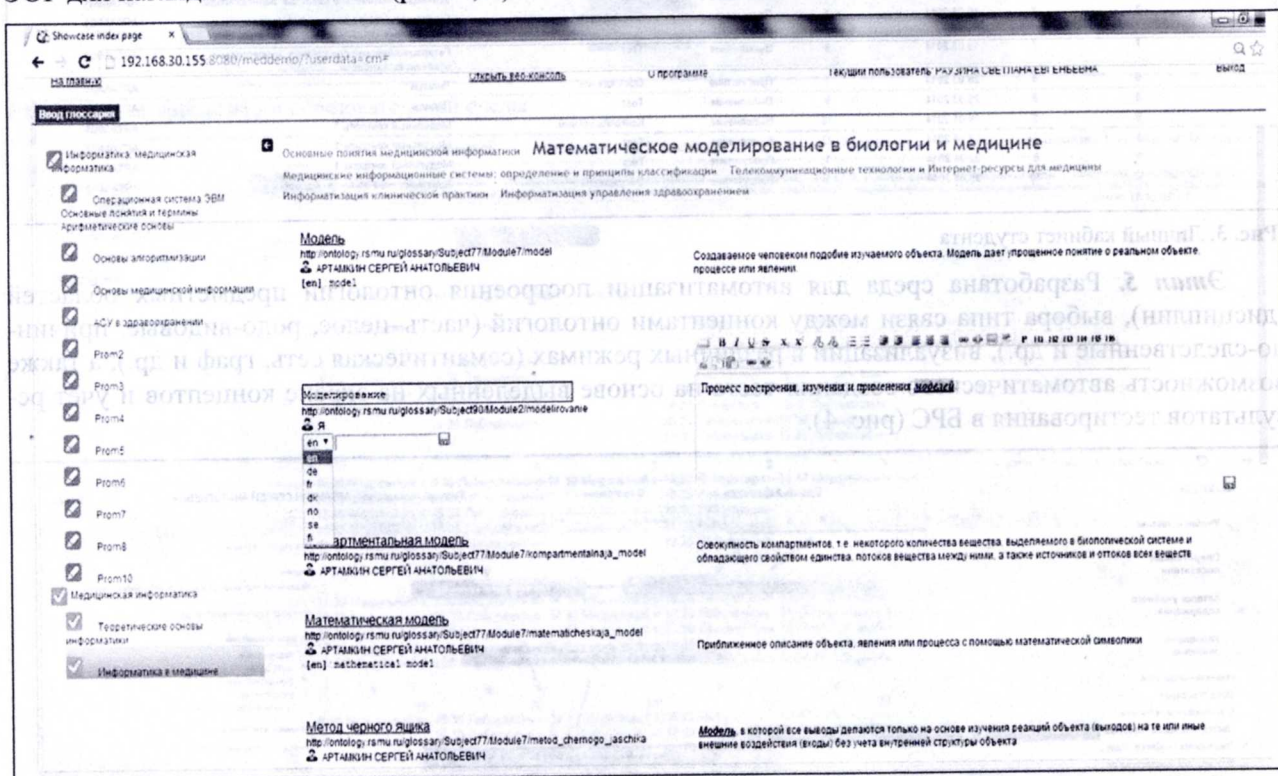 Showcase index page ×
192.168.30.155:8080/meddemo/?userdata=cm#
На главную Открыть веб-консоль О программе Текущий пользователь: СВЕТЛАНА ЕВГЕНЬЕВНА Выход
Ввод глоссария
Информатика, медицинская информатика
Операционная система ЭВМ
Основные понятия и термины
Арифметические основы
Основы алгоритмизации
Основы медицинской информации
АСУ в здравоохранении
Prom2
Prom3
Prom4
Prom5
Prom6
Prom7
Prom8
Prom10
Медицинская информатика
Теоретические основы информатики
Информатика в медицине
Основные понятия медицинской информатики Математическое моделирование в биологии и медицине
Медицинские информационные системы; определение и принципы классификации Телекоммуникационные технологии и Интернет-ресурсы для медицины
Информатизация клинической практики Информатизация управления здравоохранением
Модель
http://ontology.rsmu.ru/glossary/Subject77/Module7/model
АРТАМКИН СЕРГЕЙ АНАТОЛЬЕВИЧ
[en] model
Создаваемое человеком подобие изучаемого объекта. Модель дает упрощенное понятие о реальном объекте,
процессе или явлении.
Моделирование
http://ontology.rsmu.ru/glossary/Subject90/Module2/modelirovanie
Я
en
en
de
fr
dk
no
se
fi
Процесс построения, изучения и применения моделей
артментальная модель
http://ontology.rsmu.ru/glossary/Subject77/Module7/kompartmentalnaja_model
АРТАМКИН СЕРГЕЙ АНАТОЛЬЕВИЧ
Совокупность компартментов, т.е. некоторого количества вещества, выделяемого в биологической системе и
обладающего свойством единства, потоков вещества между ними, а также источников и оттоков всех веществ
Математическая модель
http://ontology.rsmu.ru/glossary/Subject77/Module7/matematicheskaja_model
АРТАМКИН СЕРГЕЙ АНАТОЛЬЕВИЧ
[en] mathematical model
Приближенное описание объекта, явления или процесса с помощью математической символики
Метод черного ящика
http://ontology.rsmu.ru/glossary/Subject77/Module7/metod_chernogo_jaschika
АРТАМКИН СЕРГЕЙ АНАТОЛЬЕВИЧ
Модель, в которой все выводы делаются только на основе изучения реакций объекта (выходов) на те или иные
внешние воздействия (входы) без учета внутренней структуры объекта